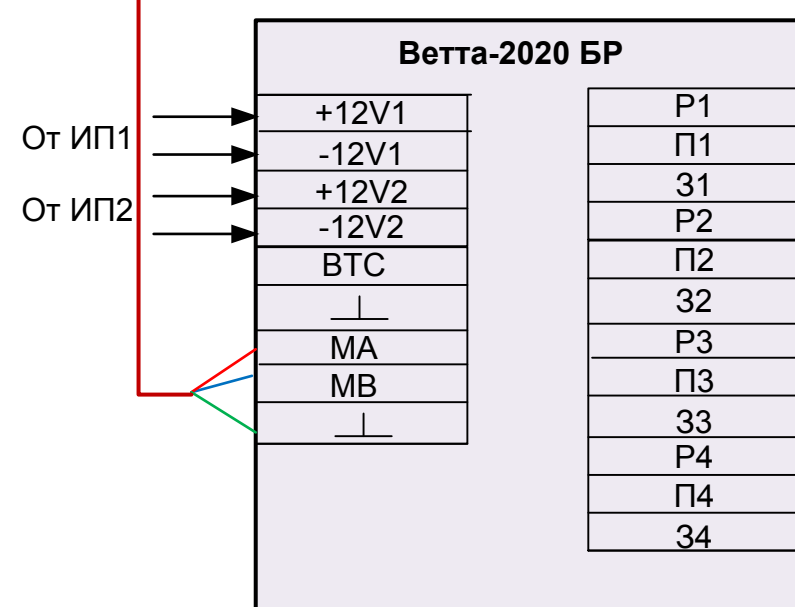 Ветта-2020 БР
От ИП1
От ИП2
+12V1
-12V1
+12V2
-12V2
ВТС
МА
МВ
Р1
П1
З1
Р2
П2
З2
Р3
П3
З3
Р4
П4
З4